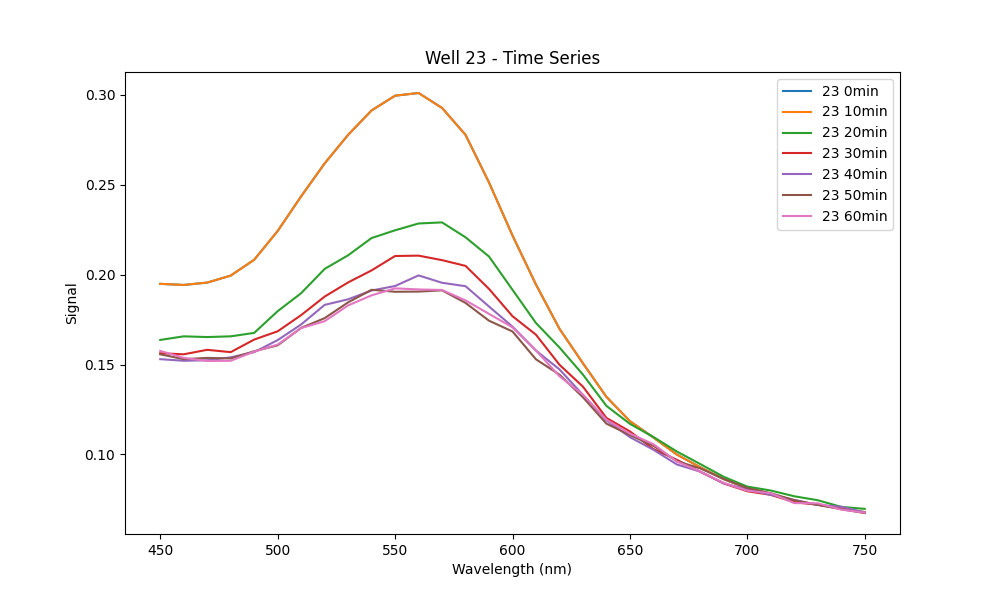 Well 23 - Time Series
0.30
0.25
0.20
0.15
0.10
Signal
450
500
550
600
650
700
750
Wavelength (nm)
23 0min
23 10min
23 20min
23 30min
23 40min
23 50min
23 60min